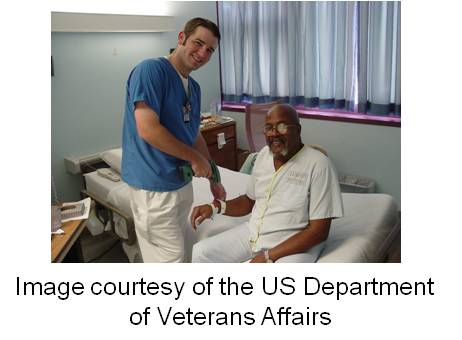 Image courtesy of the US Department
of Veterans Affairs